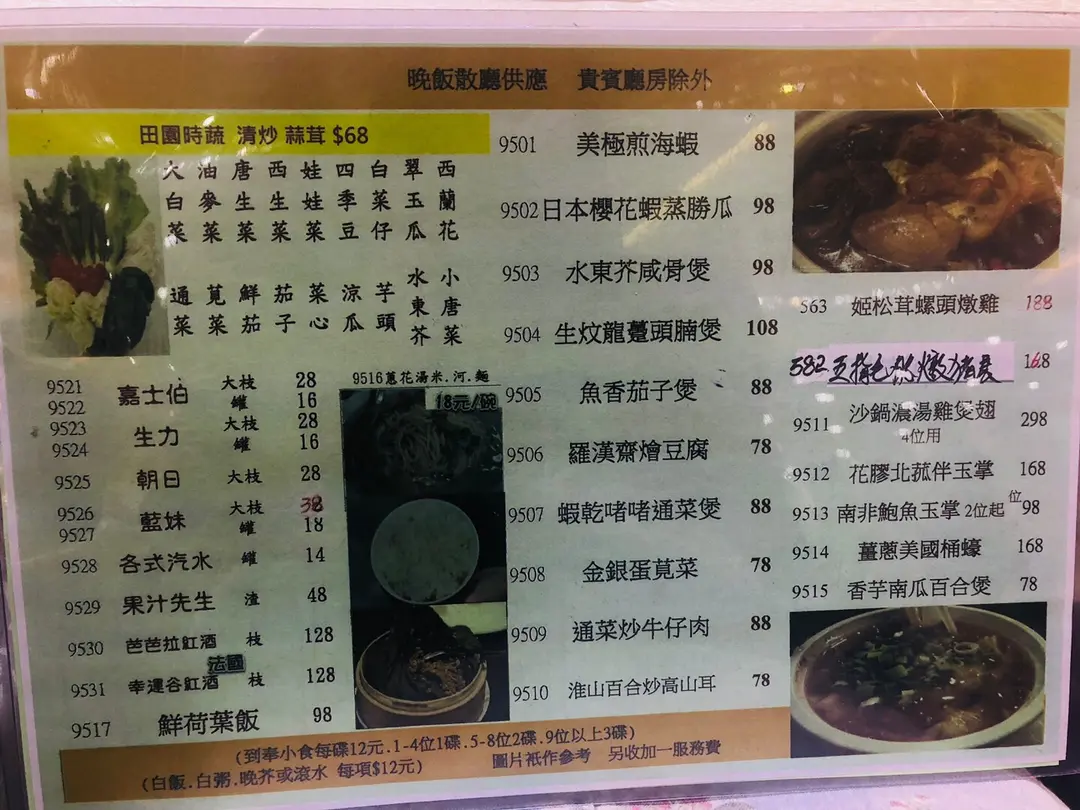 晚飯散廳供應 貴賓廳房除外
田園時蔬 清炒 蒜茸 $68
大白菜 油麥菜 唐生菜 西生菜 娃娃菜 四季豆 白菜仔 翠玉瓜 西蘭花
通菜 莧菜 鮮茄 茄子 菜心 涼瓜 芋頭 水東芥 小唐菜
9521 嘉士伯 大枝 28
9522 罐 16
9523 生力 大枝 28
9524 罐 16
9525 朝日 大枝 28
9526 藍妹 大枝 38
9527 罐 18
9528 各式汽水 罐 14
9529 果汁先生 渣 48
9530 芭芭拉紅酒 枝 128
法國
9531 幸運谷紅酒 枝 128
9517 鮮荷葉飯 98
9516蔥花湯米.河.麵
18元/碗
9501 美極煎海蝦 88
9502 日本櫻花蝦蒸勝瓜 98
9503 水東芥咸骨煲 98
9504 生炆龍躉頭腩煲 108
9505 魚香茄子煲 88
9506 羅漢齋燴豆腐 78
9507 蝦乾啫啫通菜煲 88
9508 金銀蛋莧菜 78
9509 通菜炒牛仔肉 88
9510 淮山百合炒高山耳 78
563 姬松茸螺頭燉雞 188
582 168
9511 沙鍋濃湯雞煲翅 298
4位用
9512 花膠北菰伴玉掌 168
9513 南非鮑魚玉掌 2位起 位98
9514 薑蔥美國桶蠔 168
9515 香芋南瓜百合煲 78
(到奉小食每碟12元.1-4位1碟.5-8位2碟.9位以上3碟)
(白飯.白粥.晚芥或滾水 每項$12元) 圖片衹作參考 另收加一服務費